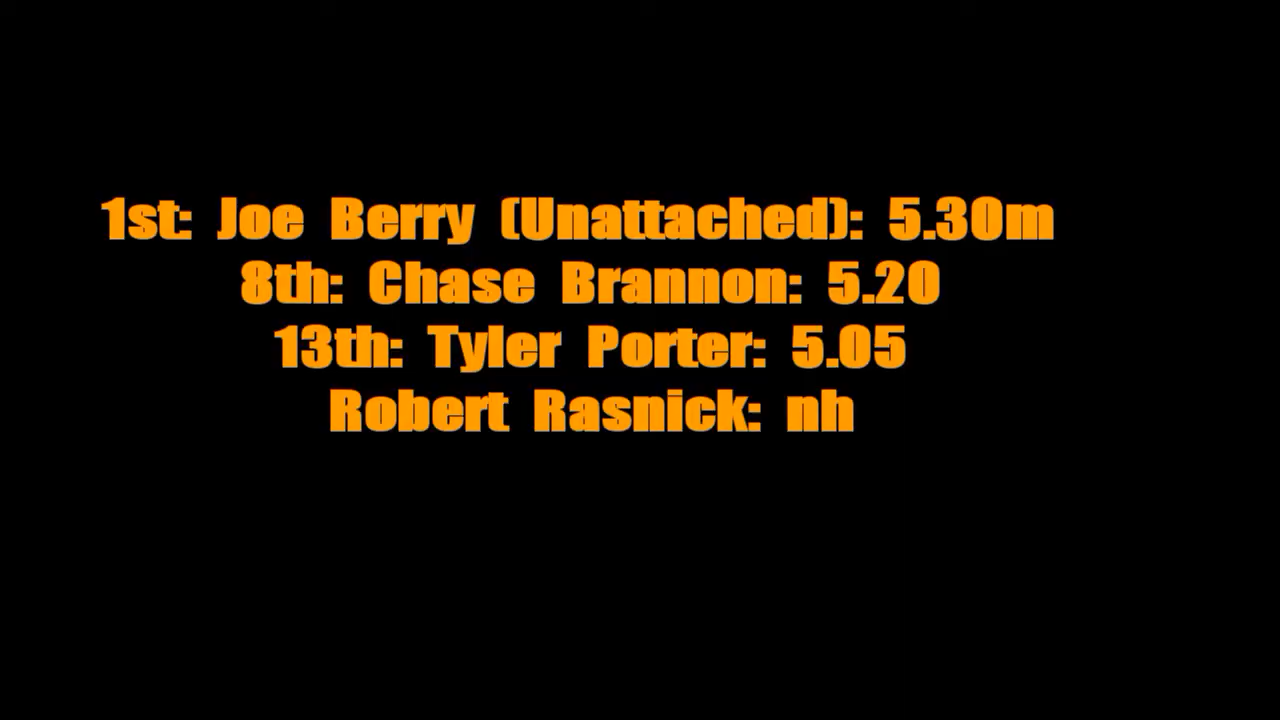 1st: Joe Berry (Unattached): 5.30m
8th: Chase Brannon: 5.20
13th: Tyler Porter: 5.05
Robert Rasnick: nh